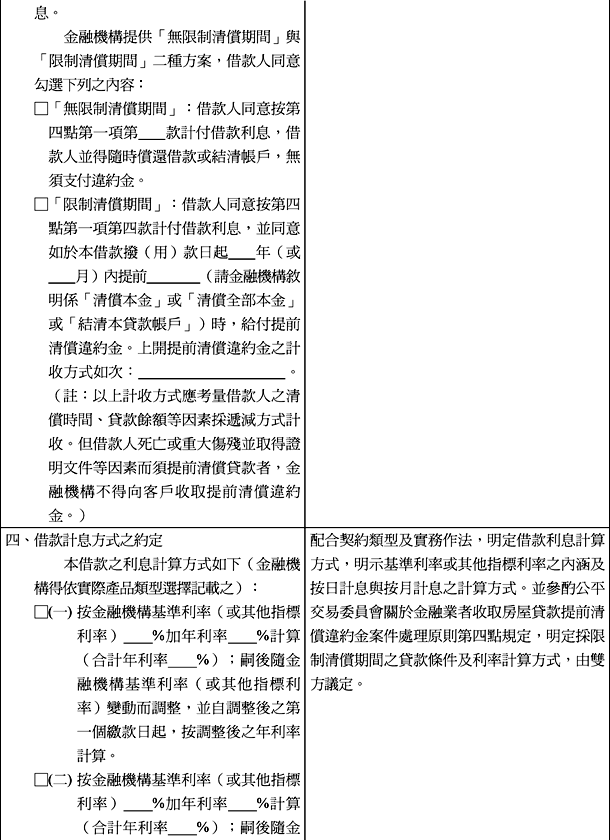 息。
金融機構提供「無限制清償期間」與
「限制清償期間」二種方案，借款人同意
勾選下列之內容：
□「無限制清償期間」：借款人同意按第
四點第一項第____款計付借款利息，借
款人並得隨時償還借款或結清帳戶，無
須支付違約金。
□「限制清償期間」：借款人同意按第四
點第一項第四款計付借款利息，並同意
如於本借款撥（用）款日起____年（或
____月）內提前________（請金融機構敘
明係「清償本金」或「清償全部本金」
或「結清本貸款帳戶」）時，給付提前
清償違約金。上開提前清償違約金之計
收方式如次：______________________。
（註：以上計收方式應考量借款人之清
償時間、貸款餘額等因素採遞減方式計
收。但借款人死亡或重大傷殘並取得證
明文件等因素而須提前清償貸款者，金
融機構不得向客戶收取提前清償違約
金。）
四、借款計息方式之約定
本借款之利息計算方式如下（金融機
構得依實際產品類型選擇記載之）：
□(一) 按金融機構基準利率（或其他指標
利率）____%加年利率____%計算
（合計年利率____%）；嗣後隨金
融機構基準利率（或其他指標利
率）變動而調整，並自調整後之第
一個繳款日起，按調整後之年利率
計算。
□(二) 按金融機構基準利率（或其他指標
利率）____%加年利率____%計算
（合計年利率____%）；嗣後隨金
配合契約類型及實務作法，明定借款利息計算
方式，明示基準利率或其他指標利率之內涵及
按日計息與按月計息之計算方式。並參酌公平
交易委員會關於金融業者收取房屋貸款提前清
償違約金案件處理原則第四點規定，明定採限
制清償期間之貸款條件及利率計算方式，由雙
方議定。